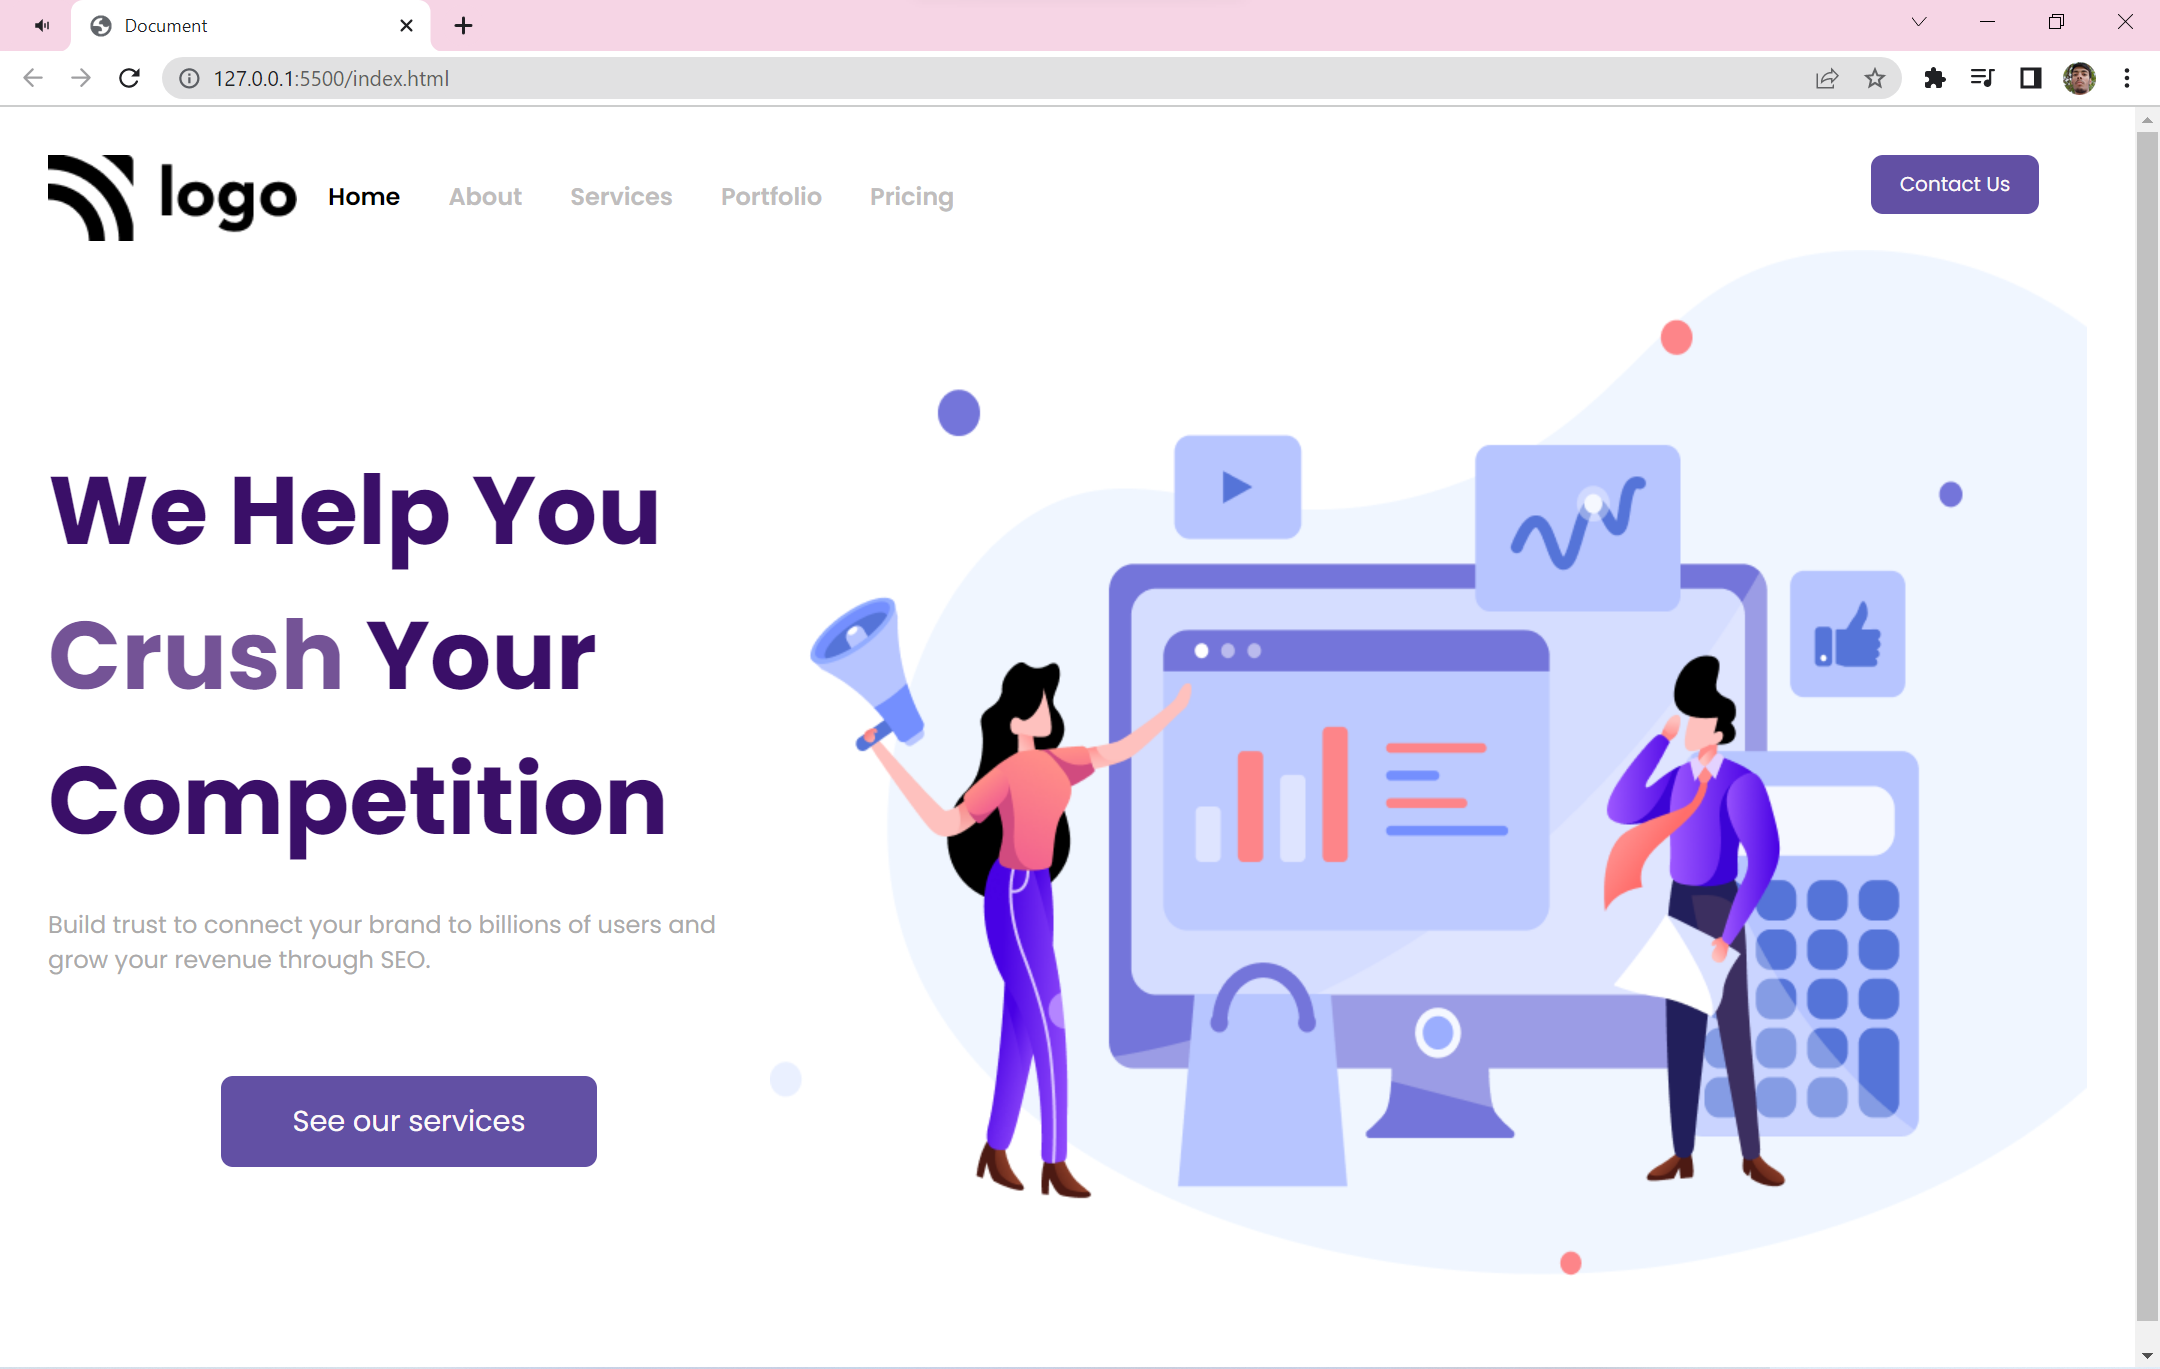 Document
127.0.0.1:5500/index.html
logo Home About Services Portfolio Pricing Contact Us
We Help You
Crush Your
Competition
Build trust to connect your brand to billions of users and
grow your revenue through SEO.
See our services